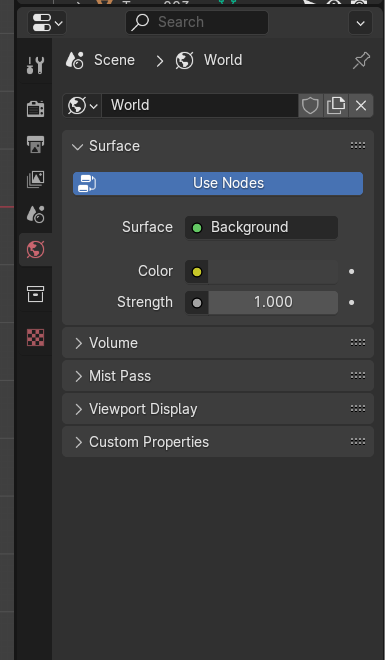 Search
Scene
World
World
Surface
Use Nodes
Surface
Background
Color
Strength
1.000
Volume
Mist Pass
Viewport Display
Custom Properties